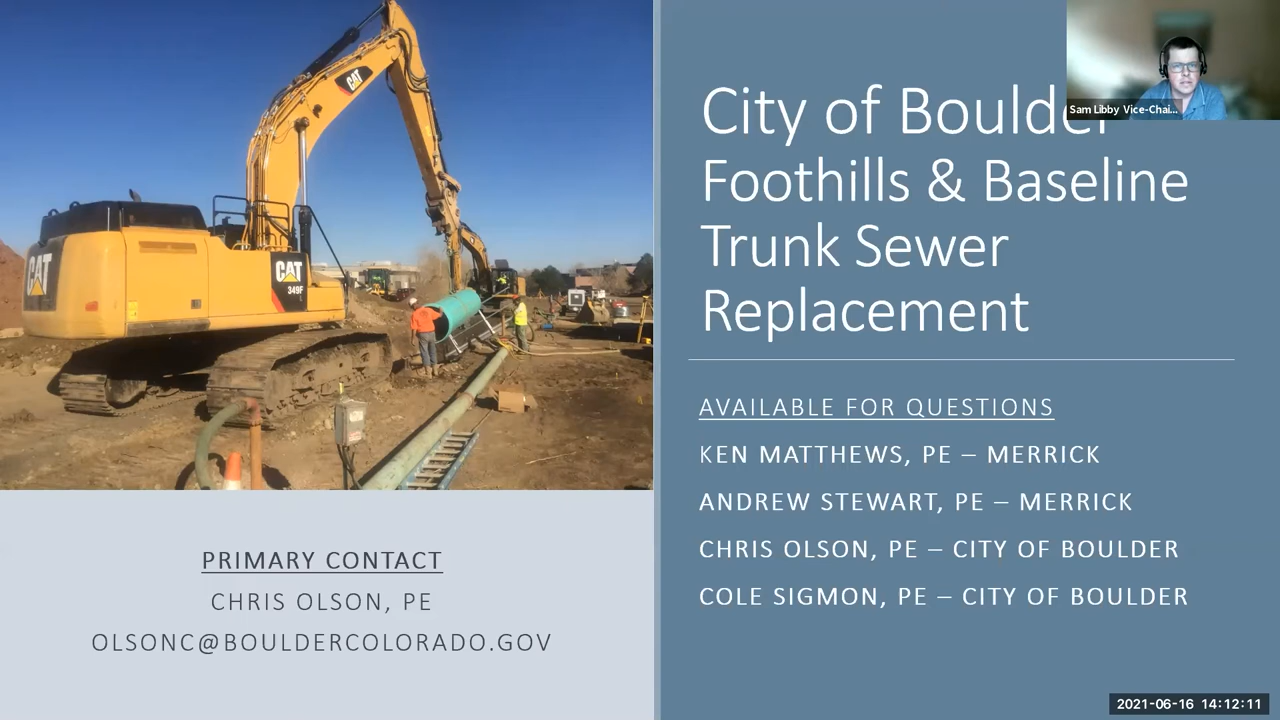 CAT
CAT
CAT
349F
City of Boulder
Foothills & Baseline
Trunk Sewer
Replacement
Sam Libby Vice-Chai...
AVAILABLE FOR QUESTIONS
KEN MATTHEWS, PE – MERRICK
ANDREW STEWART, PE – MERRICK
CHRIS OLSON, PE – CITY OF BOULDER
COLE SIGMON, PE – CITY OF BOULDER
PRIMARY CONTACT
CHRIS OLSON, PE
OLSONC@BOULDERCOLORADO.GOV
2021-06-16 14:12:11